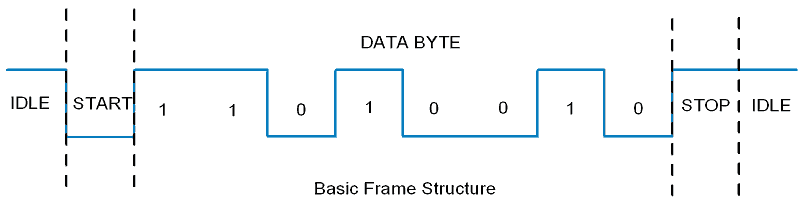 DATA BYTE
IDLE START 1 1 0 1 0 0 1 0 STOP IDLE
Basic Frame Structure